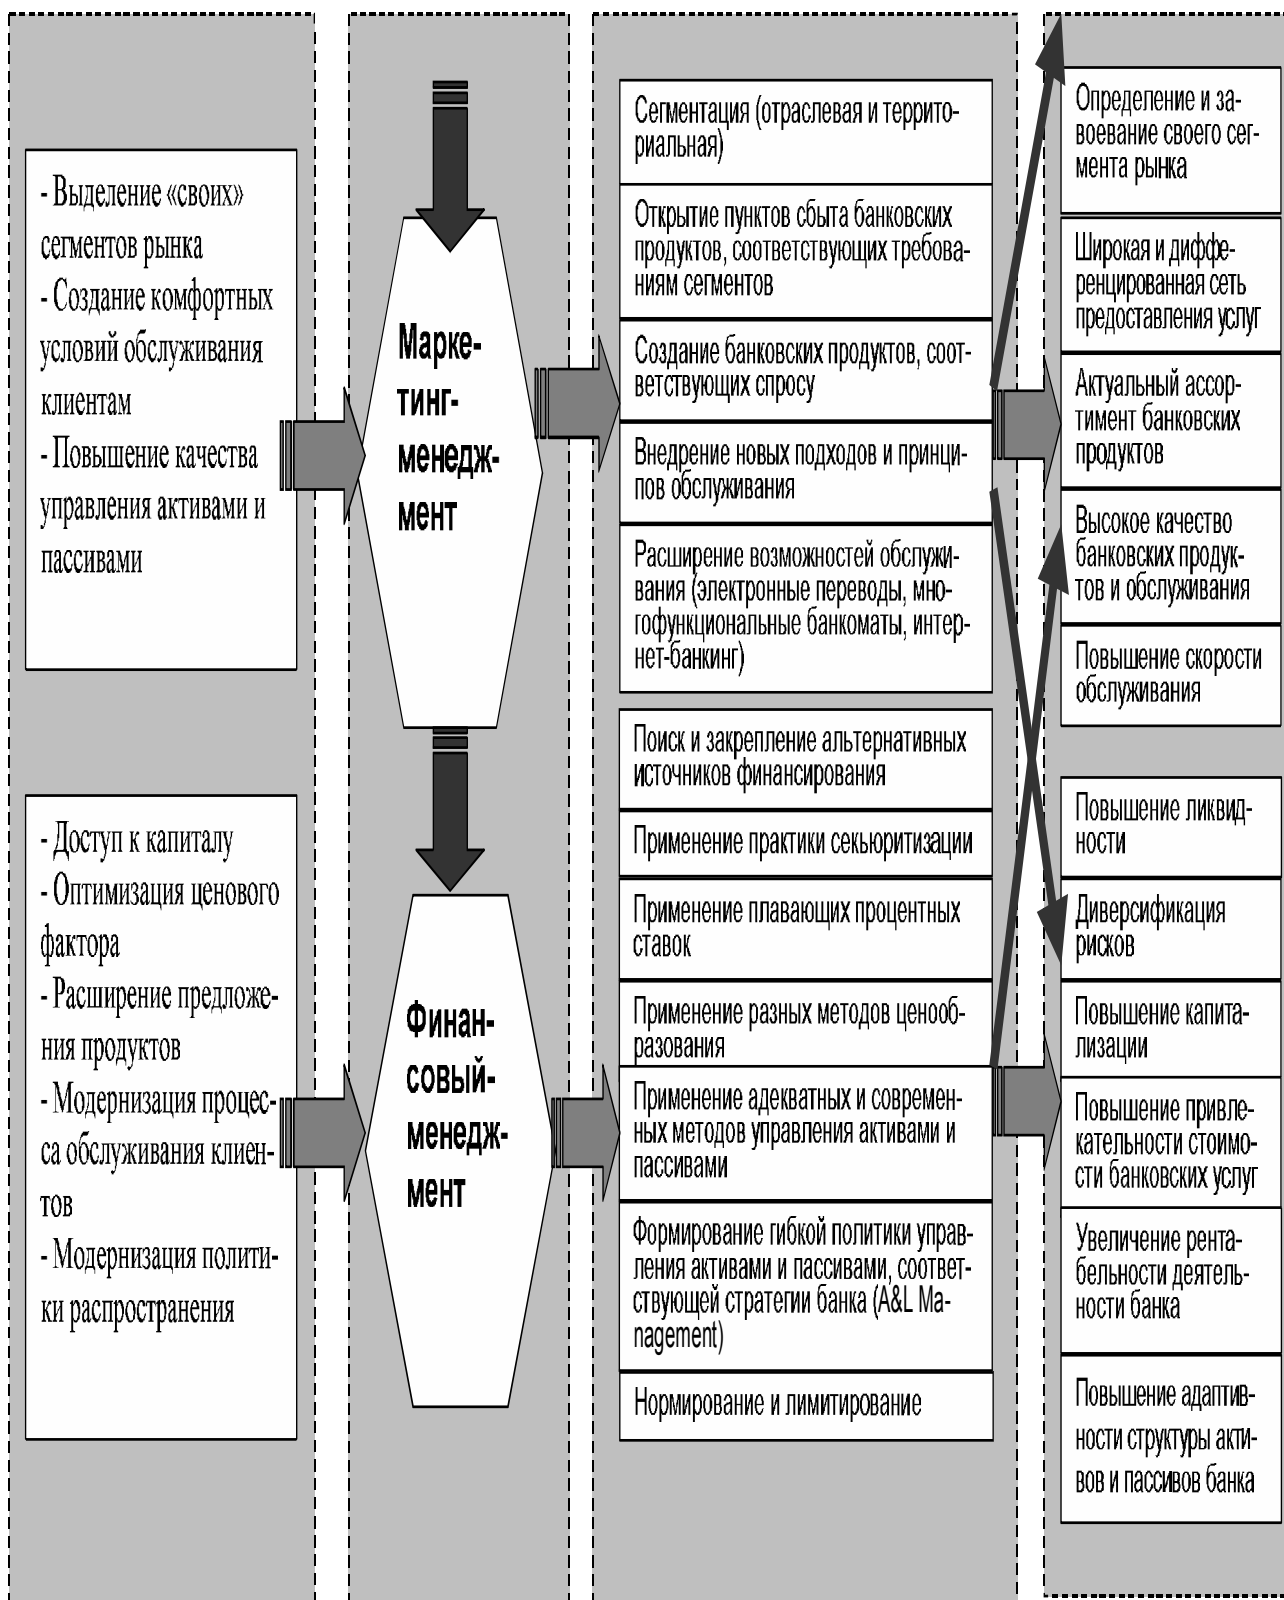 - Выделение «своих»
сегментов рынка
- Создание комфортных
условий обслуживания
клиентам
- Повышение качества
управления активами и
пассивами
- Доступ к капиталу
- Оптимизация ценового
фактора
- Расширение предложе-
ния продуктов
- Модернизация процес-
са обслуживания клиен-
тов
- Модернизация полити-
ки распространения
Марке-
тинг-
менедж-
мент
Финан-
совый-
менедж-
мент
Сегментация (отраслевая и террито-
риальная)
Открытие пунктов сбыта банковских
продуктов, соответствующих требова-
ниям сегментов
Создание банковских продуктов, соот-
ветствующих спросу
Внедрение новых подходов и принци-
пов обслуживания
Расширение возможностей обслужи-
вания (электронные переводы, мно-
гофункциональные банкоматы, интер-
нет-банкинг)
Поиск и закрепление альтернативных
источников финансирования
Применение практики секьюритизации
Применение плавающих процентных
ставок
Применение разных методов ценооб-
разования
Применение адекватных и современ-
ных методов управления активами и
пассивами
Формирование гибкой политики управ-
ления активами и пассивами, соответ-
ствующей стратегии банка (A&L Ma-
nagement)
Нормирование и лимитирование
Определение и за-
воевание своего сег-
мента рынка
Широкая и диффе-
ренцированная сеть
предоставления услуг
Актуальный ассор-
тимент банковских
продуктов
Высокое качество
банковских продук-
тов и обслуживания
Повышение скорости
обслуживания
Повышение ликвид-
ности
Диверсификация
рисков
Повышение капита-
лизации
Повышение привле-
кательности стоимо-
сти банковских услуг
Увеличение рента-
бельности деятель-
ности банка
Повышение адаптив-
ности структуры акти-
вов и пассивов банка